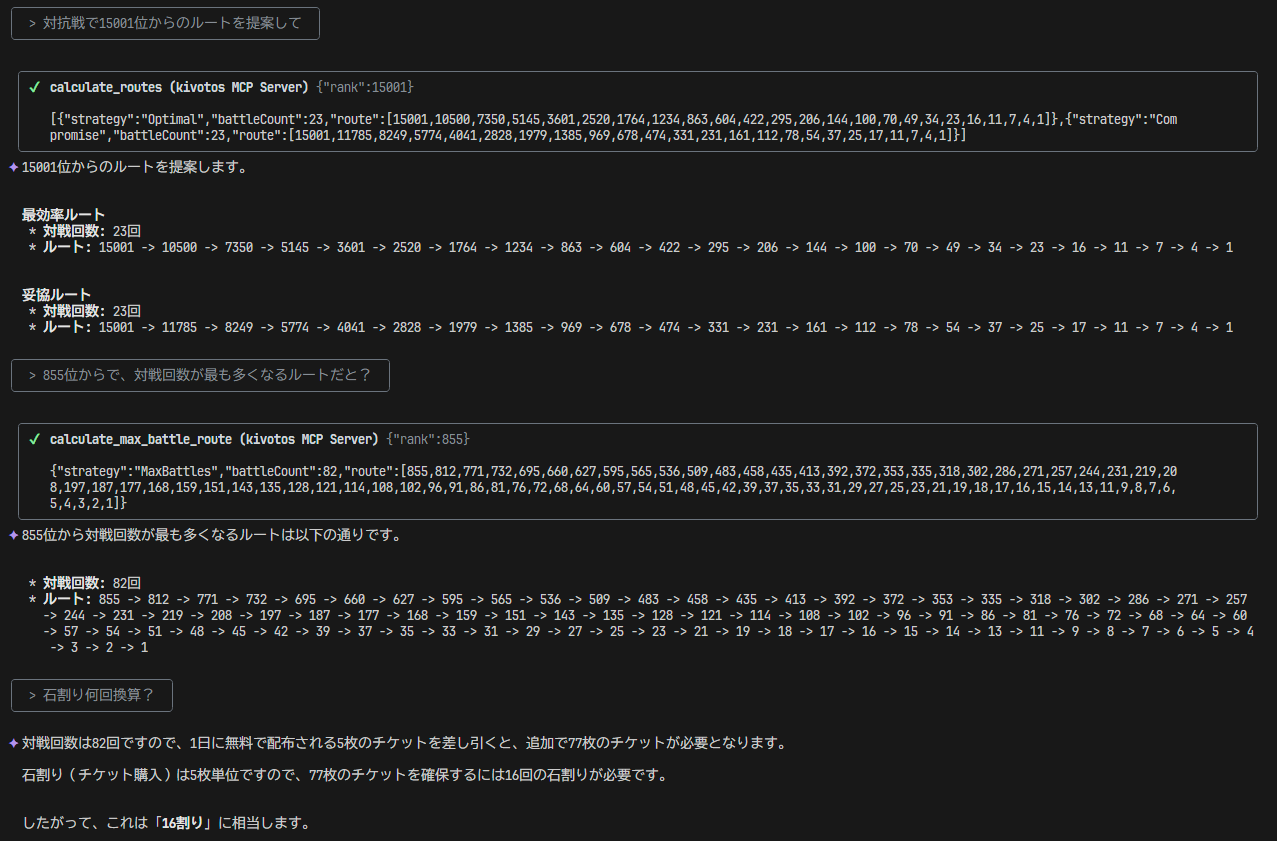 > 対抗戦で15001位からのルートを提案して
✓ calculate_routes (kivotos MCP Server) {"rank":15001}
[{"strategy":"Optimal","battleCount":23,"route":[15001,10500,7350,5145,3601,2520,1764,1234,863,604,422,295,206,144,100,70,49,34,23,16,11,7,4,1]},{"strategy":"Com
promise","battleCount":23,"route":[15001,11785,8249,5774,4041,2828,1979,1385,969,678,474,331,231,161,112,78,54,37,25,17,11,7,4,1]}]
✦ 15001位からのルートを提案します。
最効率ルート
* 対戦回数: 23回
* ルート: 15001 -> 10500 -> 7350 -> 5145 -> 3601 -> 2520 -> 1764 -> 1234 -> 863 -> 604 -> 422 -> 295 -> 206 -> 144 -> 100 -> 70 -> 49 -> 34 -> 23 -> 16 -> 11 -> 7 -> 4 -> 1
妥協ルート
* 対戦回数: 23回
* ルート: 15001 -> 11785 -> 8249 -> 5774 -> 4041 -> 2828 -> 1979 -> 1385 -> 969 -> 678 -> 474 -> 331 -> 231 -> 161 -> 112 -> 78 -> 54 -> 37 -> 25 -> 17 -> 11 -> 7 -> 4 -> 1
> 855位からで、対戦回数が最も多くなるルートだと？
✓ calculate_max_battle_route (kivotos MCP Server) {"rank":855}
{"strategy":"MaxBattles","battleCount":82,"route":[855,812,771,732,695,660,627,595,565,536,509,483,458,435,413,392,372,353,335,318,302,286,271,257,244,231,219,20
8,197,187,177,168,159,151,143,135,128,121,114,108,102,96,91,86,81,76,72,68,64,60,57,54,51,48,45,42,39,37,35,33,31,29,27,25,23,21,19,18,17,16,15,14,13,11,9,8,7,6,
5,4,3,2,1]}
✦ 855位から対戦回数が最も多くなるルートは以下の通りです。
* 対戦回数: 82回
* ルート: 855 -> 812 -> 771 -> 732 -> 695 -> 660 -> 627 -> 595 -> 565 -> 536 -> 509 -> 483 -> 458 -> 435 -> 413 -> 392 -> 372 -> 353 -> 335 -> 318 -> 302 -> 286 -> 271 -> 257
-> 244 -> 231 -> 219 -> 208 -> 197 -> 187 -> 177 -> 168 -> 159 -> 151 -> 143 -> 135 -> 128 -> 121 -> 114 -> 108 -> 102 -> 96 -> 91 -> 86 -> 81 -> 76 -> 72 -> 68 -> 64 -> 60
-> 57 -> 54 -> 51 -> 48 -> 45 -> 42 -> 39 -> 37 -> 35 -> 33 -> 31 -> 29 -> 27 -> 25 -> 23 -> 21 -> 19 -> 18 -> 17 -> 16 -> 15 -> 14 -> 13 -> 11 -> 9 -> 8 -> 7 -> 6 -> 5 -> 4
-> 3 -> 2 -> 1
> 石割り何回換算？
✦ 対戦回数は82回ですので、1日に無料で配布される5枚のチケットを差し引くと、追加で77枚のチケットが必要となります。
石割り（チケット購入）は5枚単位ですので、77枚のチケットを確保するには16回の石割りが必要です。
したがって、これは「16割り」に相当します。